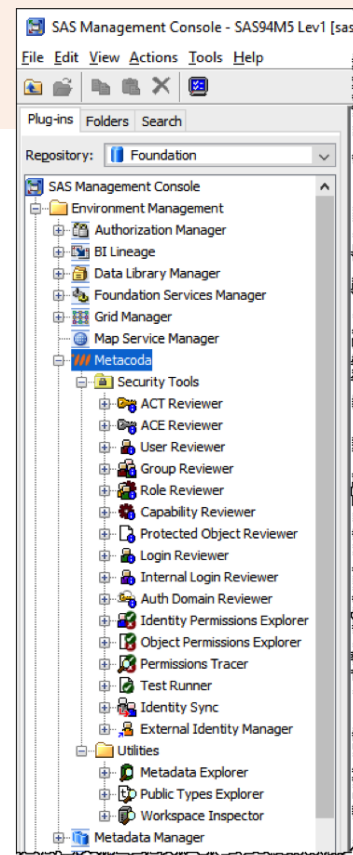 SAS Management Console - SAS94M5 Lev1 [sas
File Edit View Actions Tools Help
Plug-ins Folders Search
Repository: Foundation
SAS Management Console
Environment Management
Authorization Manager
BI Lineage
Data Library Manager
Foundation Services Manager
Grid Manager
Map Service Manager
Metacoda
Security Tools
ACT Reviewer
ACE Reviewer
User Reviewer
Group Reviewer
Role Reviewer
Capability Reviewer
Protected Object Reviewer
Login Reviewer
Internal Login Reviewer
Auth Domain Reviewer
Identity Permissions Explorer
Object Permissions Explorer
Permissions Tracer
Test Runner
Identity Sync
External Identity Manager
Utilities
Metadata Explorer
Public Types Explorer
Workspace Inspector
Metadata Manager